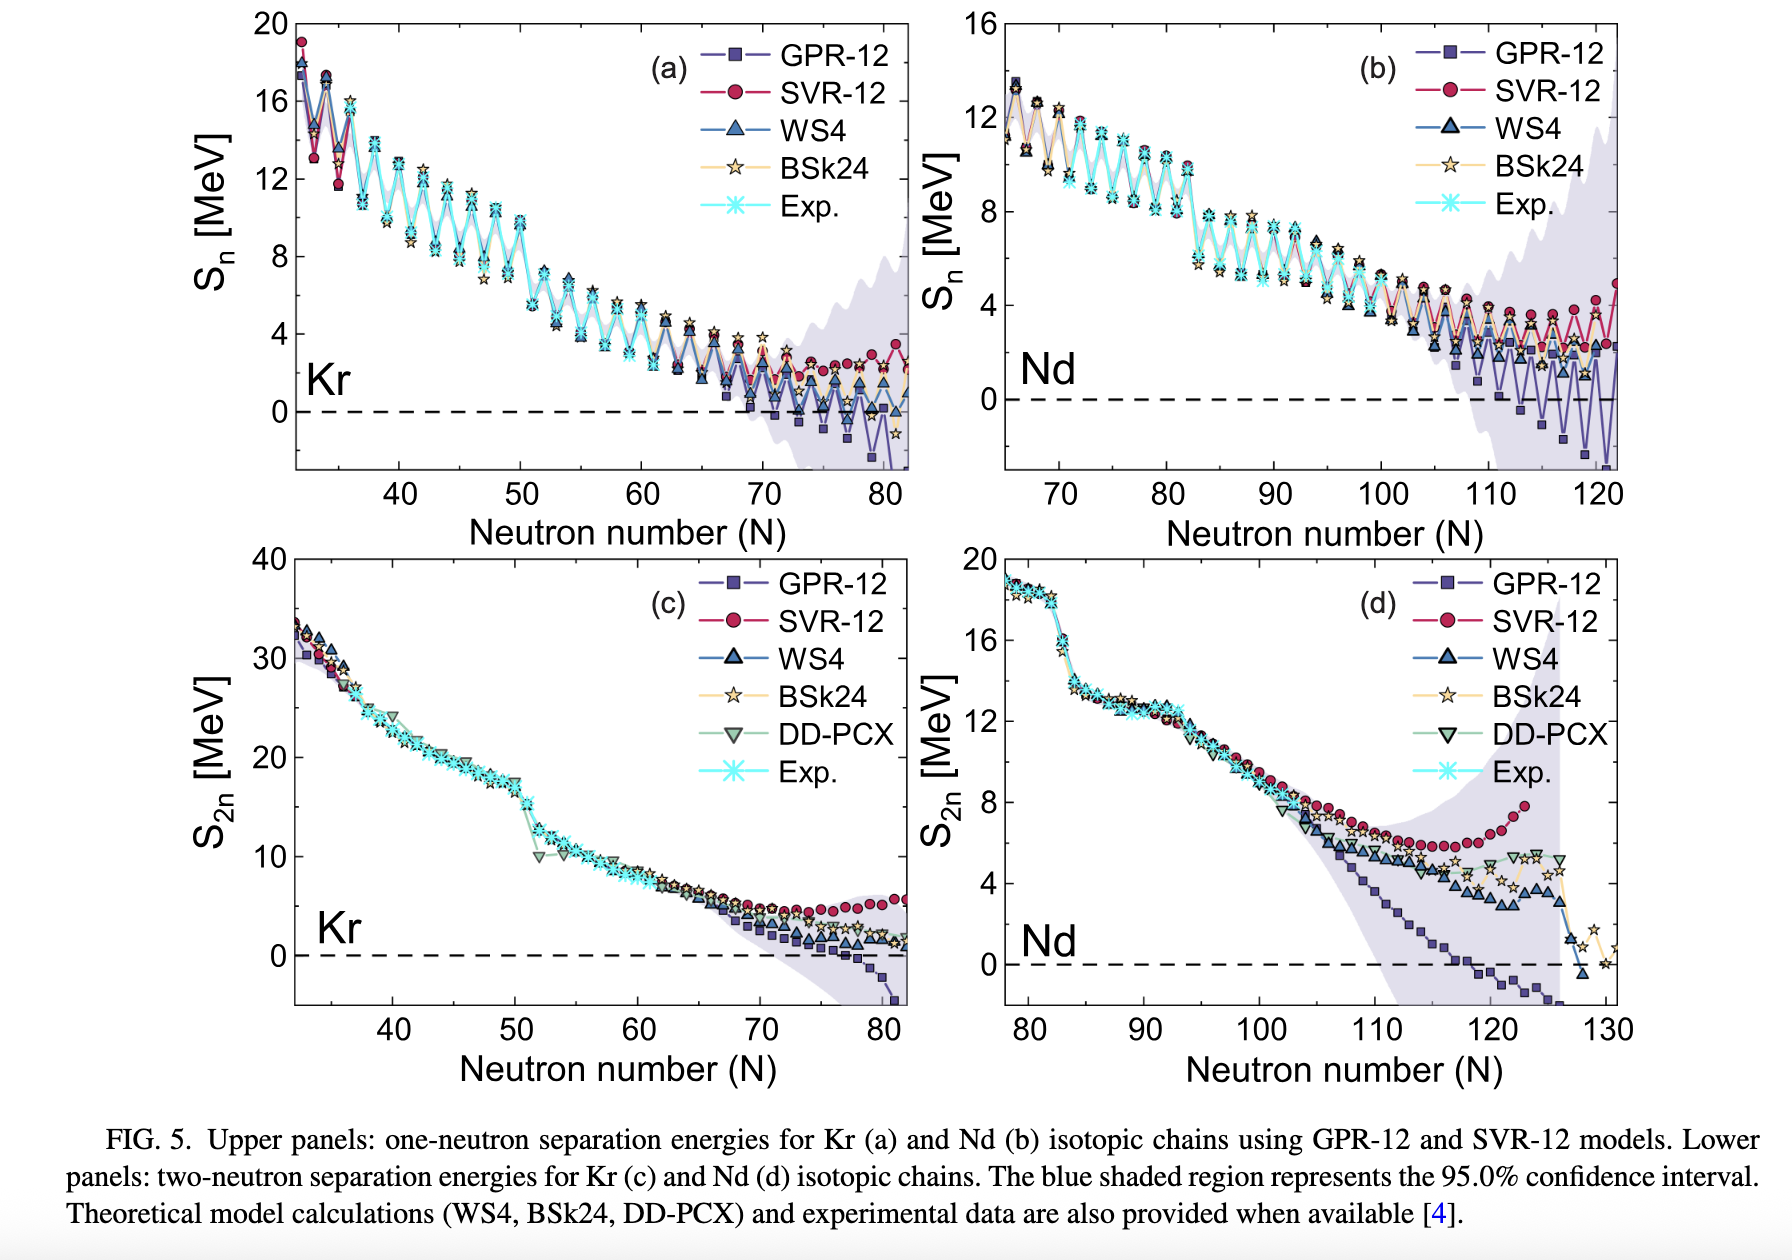 (a)
GPR-12
SVR-12
WS4
BSk24
Exp.
Sn [MeV]
20
16
12
8
4
0
Kr
40 50 60 70 80
Neutron number (N)
(b)
GPR-12
SVR-12
WS4
BSk24
Exp.
Sn [MeV]
16
12
8
4
0
Nd
70 80 90 100 110 120
Neutron number (N)
(c)
GPR-12
SVR-12
WS4
BSk24
DD-PCX
Exp.
S2n [MeV]
40
30
20
10
0
Kr
40 50 60 70 80
Neutron number (N)
(d)
GPR-12
SVR-12
WS4
BSk24
DD-PCX
Exp.
S2n [MeV]
20
16
12
8
4
0
Nd
80 90 100 110 120 130
Neutron number (N)
FIG. 5. Upper panels: one-neutron separation energies for Kr (a) and Nd (b) isotopic chains using GPR-12 and SVR-12 models. Lower
panels: two-neutron separation energies for Kr (c) and Nd (d) isotopic chains. The blue shaded region represents the 95.0% confidence interval.
Theoretical model calculations (WS4, BSk24, DD-PCX) and experimental data are also provided when available [4].